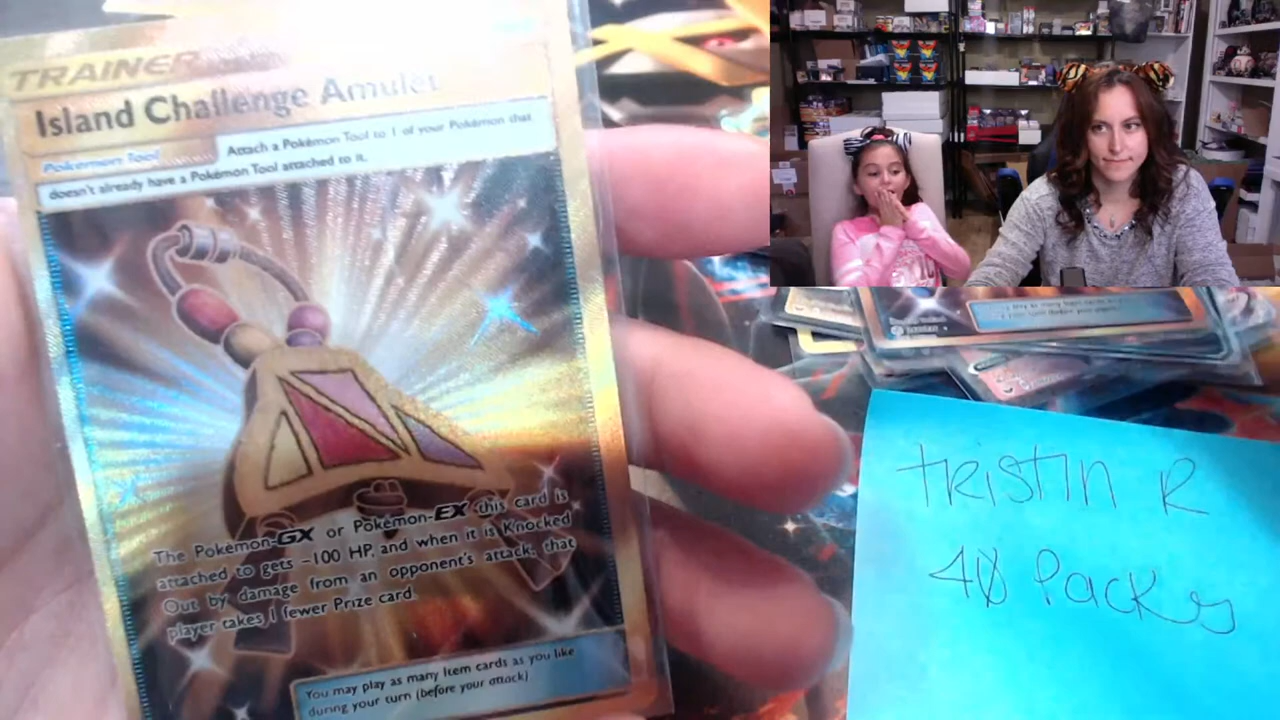 TRAINER
Island Challenge Amulet
Pokémon Tool
Attach a Pokémon Tool to 1 of your Pokémon that
doesn't already have a Pokémon Tool attached to it.
The Pokémon-GX or Pokémon-EX this card is
attached to gets -100 HP, and when it is Knocked
Out by damage from an opponent's attack, that
player takes 1 fewer Prize card.
You may play as many Item cards as you like
during your turn (before your attack).
TRISTIN R
40 Packs